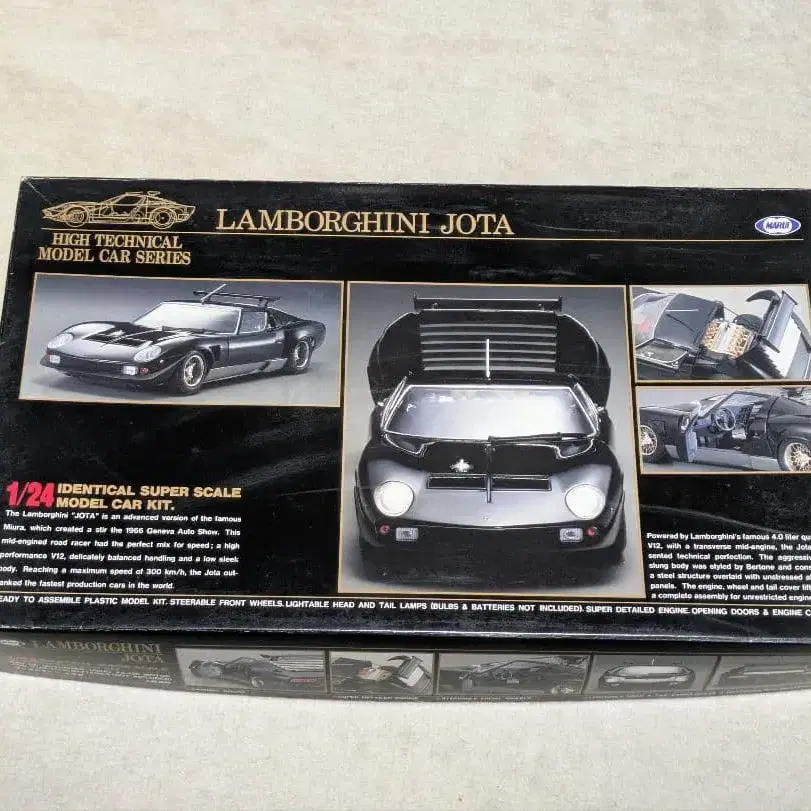 LAMBORGHINI JOTA
MARUI
HIGH TECHNICAL
MODEL CAR SERIES
1/24 IDENTICAL SUPER SCALE
MODEL CAR KIT.
The Lamborghini "JOTA" is an advanced version of the famous
Miura, which created a stir the 1966 Geneva Auto Show. This
mid-engined road racer had the perfect mix for speed; a high
performance V12, delicately balanced handling and a low sleek
body. Reaching a maximum speed of 300 km/h, the Jota out-
anked the fastest production cars in the world.
Powered by Lamborghini's famous 4.0 liter
V12, with a transverse mid-engine, the Jota
sented technical perfection. The
slung body was styled by Bertone and
a steel structure overlaid with unstressed
panels. The engine, wheel and tail cover
a complete assembly for unrestricted
EADY TO ASSEMBLE PLASTIC MODEL KIT. STEERABLE FRONT WHEELS. LIGHTABLE HEAD AND TAIL LAMPS (BULBS & BATTERIES NOT INCLUDED). SUPER DETAILED ENGINE. OPENING DOORS & ENGINE
LAMBORGHINI
JOTA